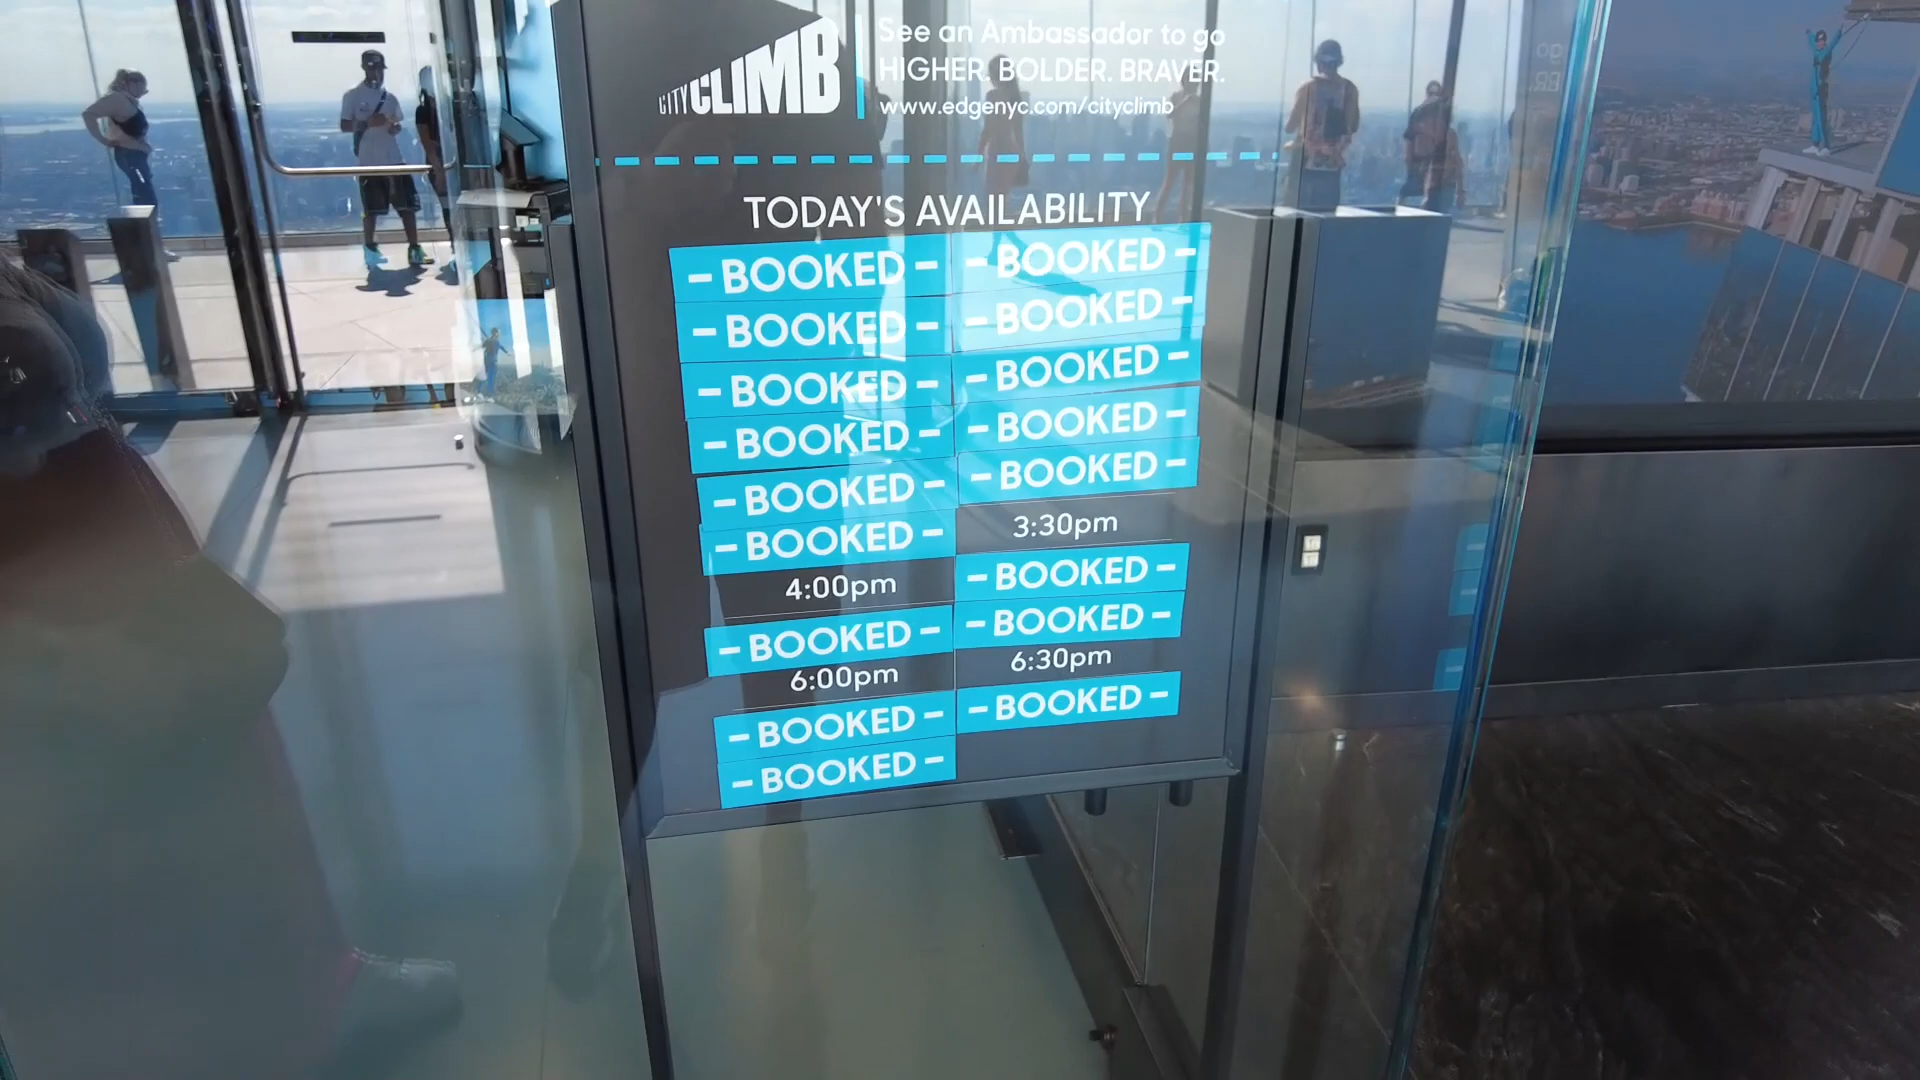 CITY CLIMB
See an Ambassador to go
HIGHER. BOLDER. BRAVER.
www.edgenyc.com/cityclimb
TODAY'S AVAILABILITY
- BOOKED - - BOOKED -
- BOOKED - - BOOKED -
- BOOKED - - BOOKED -
- BOOKED - - BOOKED -
- BOOKED - - BOOKED -
- BOOKED - 3:30pm
4:00pm - BOOKED -
- BOOKED - - BOOKED -
6:00pm 6:30pm
- BOOKED - - BOOKED -
- BOOKED -